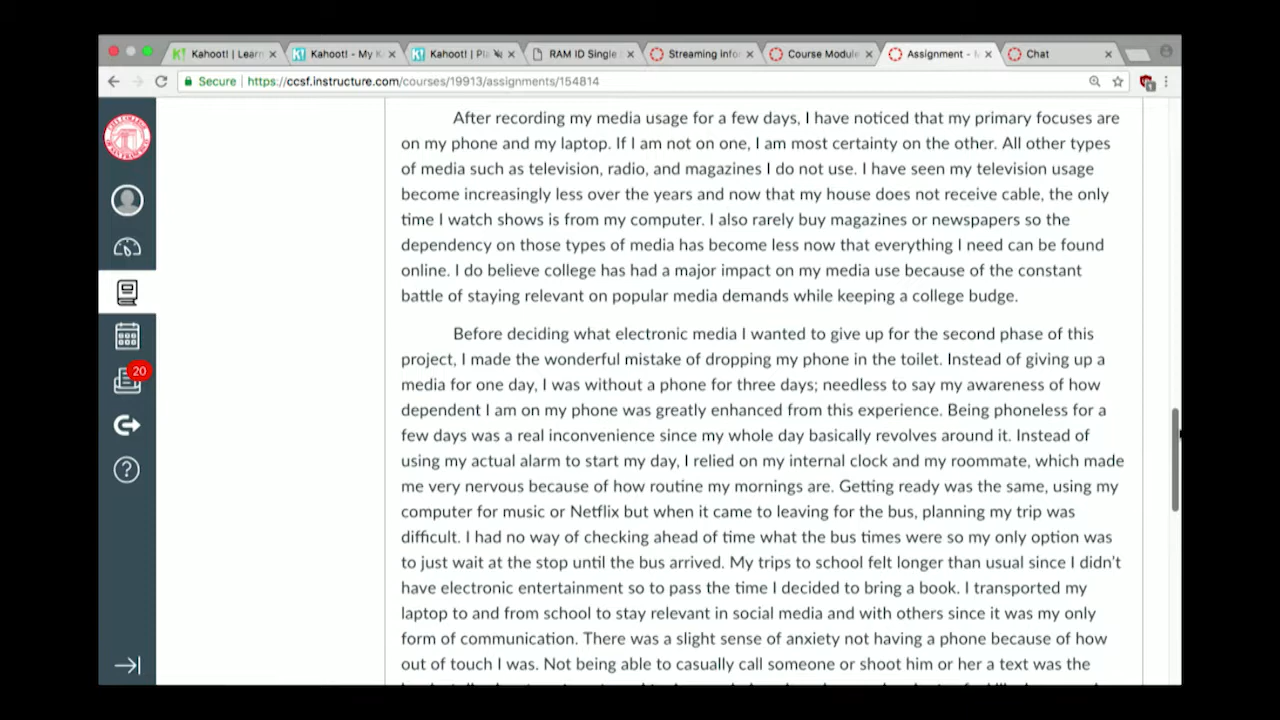 Kahoot! | Learn
Kahoot! - My K
Kahoot! | Pla
RAM ID Single
Streaming info
Course Module
Assignment -
Chat
Secure
https://ccsf.instructure.com/courses/19913/assignments/154814
1
20
After recording my media usage for a few days, I have noticed that my primary focuses are
on my phone and my laptop. If I am not on one, I am most certainty on the other. All other types
of media such as television, radio, and magazines I do not use. I have seen my television usage
become increasingly less over the years and now that my house does not receive cable, the only
time I watch shows is from my computer. I also rarely buy magazines or newspapers so the
dependency on those types of media has become less now that everything I need can be found
online. I do believe college has had a major impact on my media use because of the constant
battle of staying relevant on popular media demands while keeping a college budget.
Before deciding what electronic media I wanted to give up for the second phase of this
project, I made the wonderful mistake of dropping my phone in the toilet. Instead of giving up a
media for one day, I was without a phone for three days; needless to say my awareness of how
dependent I am on my phone was greatly enhanced from this experience. Being phoneless for a
few days was a real inconvenience since my whole day basically revolves around it. Instead of
using my actual alarm to start my day, I relied on my internal clock and my roommate, which made
me very nervous because of how routine my mornings are. Getting ready was the same, using my
computer for music or Netflix but when it came to leaving for the bus, planning my trip was
difficult. I had no way of checking ahead of time what the bus times were so my only option was
to just wait at the stop until the bus arrived. My trips to school felt longer than usual since I didn't
have electronic entertainment so to pass the time I decided to bring a book. I transported my
laptop to and from school to stay relevant in social media and with others since it was my only
form of communication. There was a slight sense of anxiety not having a phone because of how
out of touch I was. Not being able to casually call someone or shoot him or her a text was the